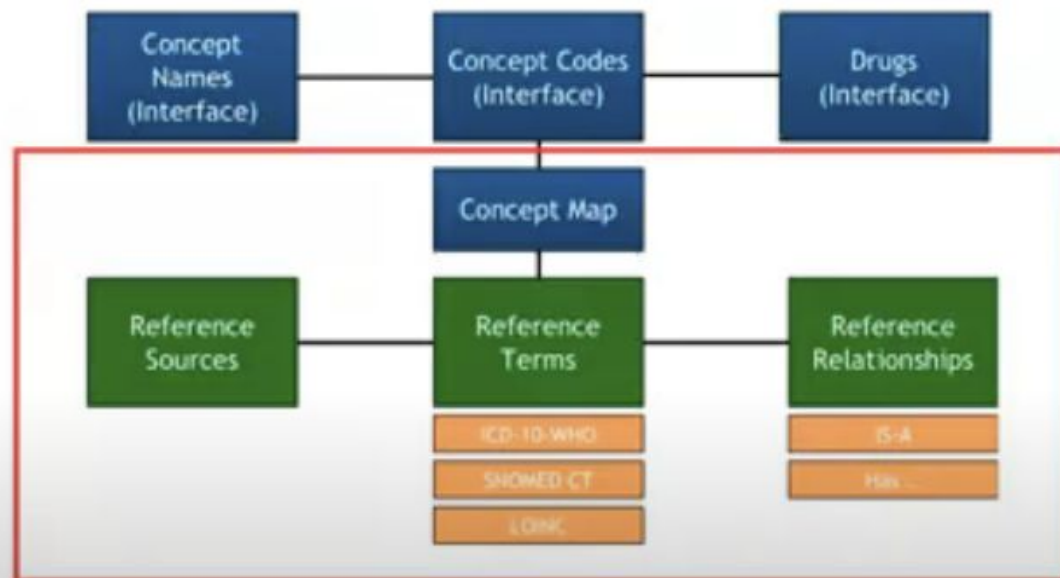 Concept
Names
(Interface)
Concept Codes
(Interface)
Drugs
(Interface)
Concept Map
Reference
Sources
Reference
Terms
Reference
Relationships
ICD-10-WHO
SNOMED CT
LOINC
IS-A
Has ...